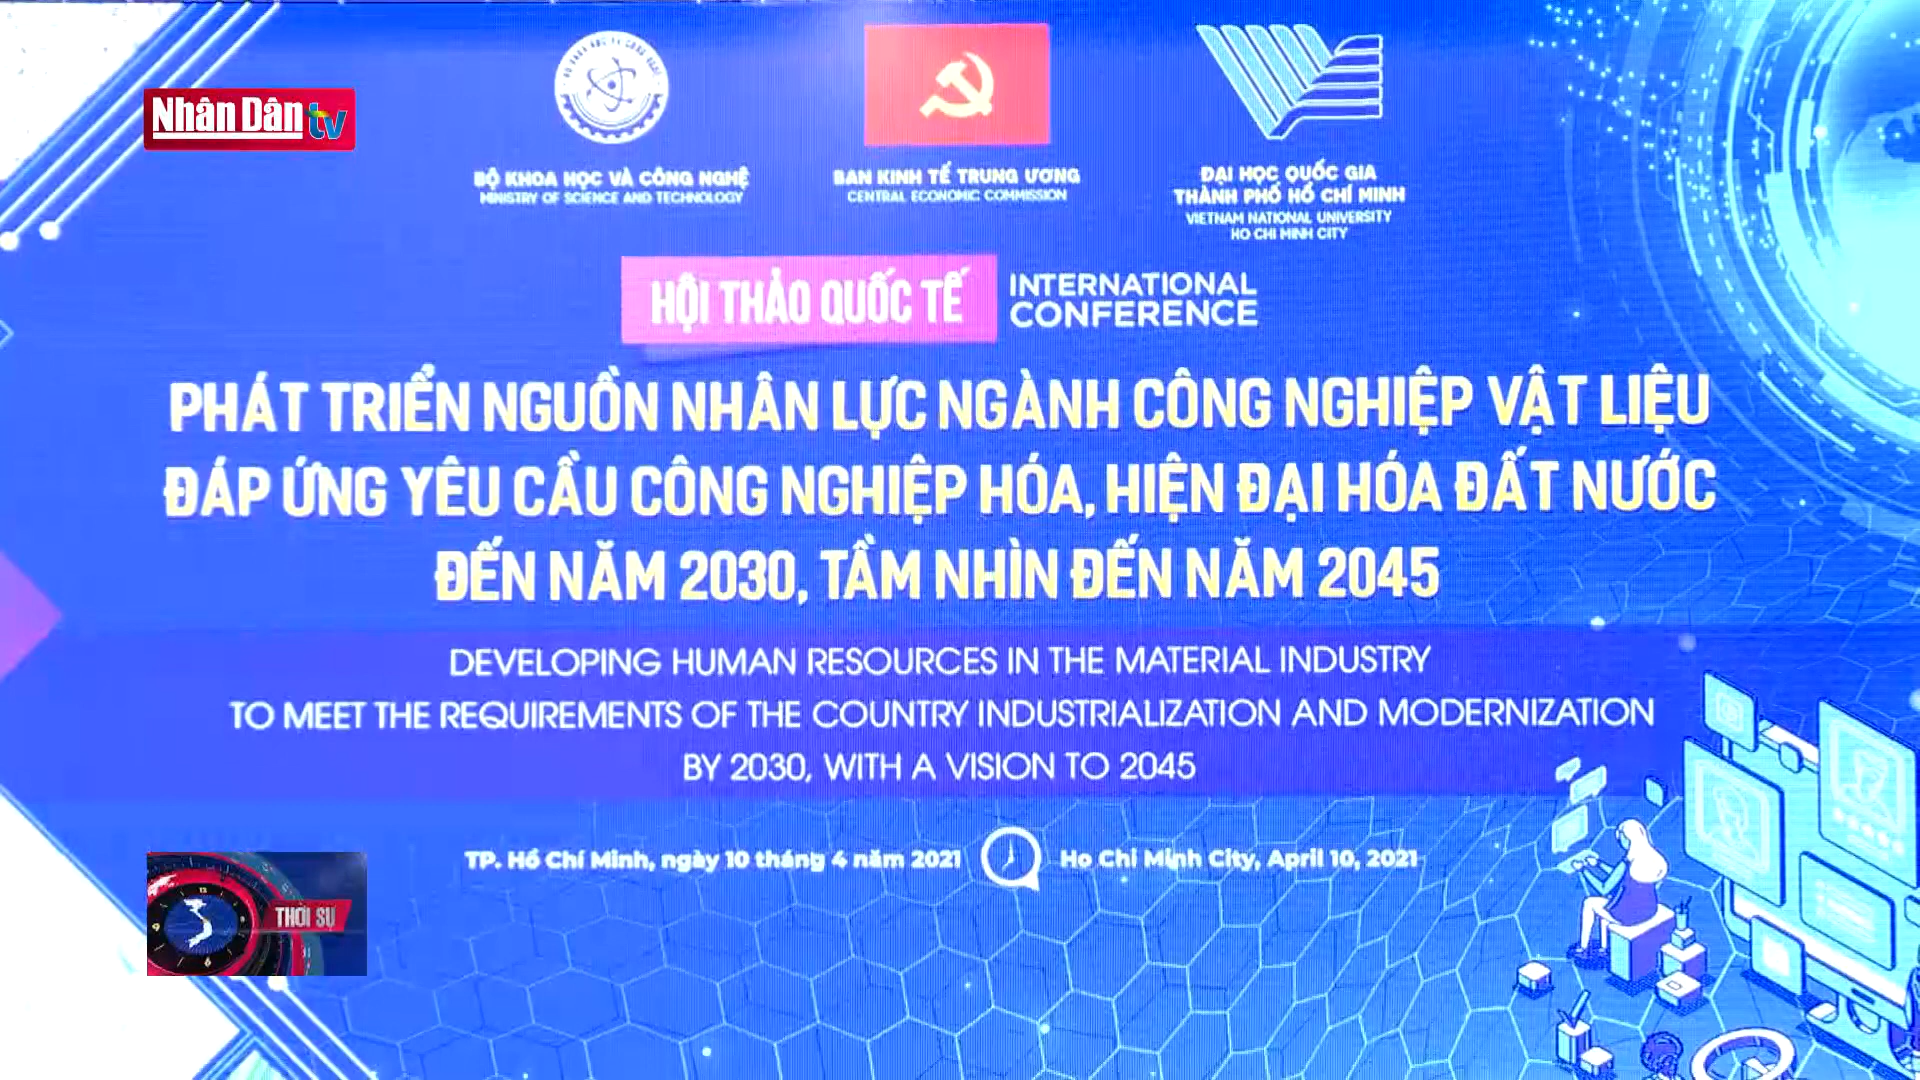 Nhân Dân tv
BỘ KHOA HỌC VÀ CÔNG NGHỆ
MINISTRY OF SCIENCE AND TECHNOLOGY
BAN KINH TẾ TRUNG ƯƠNG
CENTRAL ECONOMIC COMMISSION
ĐẠI HỌC QUỐC GIA
THÀNH PHỐ HỒ CHÍ MINH
VIETNAM NATIONAL UNIVERSITY
HO CHI MINH CITY
HỘI THẢO QUỐC TẾ
INTERNATIONAL
CONFERENCE
PHÁT TRIỂN NGUỒN NHÂN LỰC NGÀNH CÔNG NGHIỆP VẬT LIỆU
ĐÁP ỨNG YÊU CẦU CÔNG NGHIỆP HÓA, HIỆN ĐẠI HÓA ĐẤT NƯỚC
ĐẾN NĂM 2030, TẦM NHÌN ĐẾN NĂM 2045
DEVELOPING HUMAN RESOURCES IN THE MATERIAL INDUSTRY
TO MEET THE REQUIREMENTS OF THE COUNTRY INDUSTRIALIZATION AND MODERNIZATION
BY 2030, WITH A VISION TO 2045
TP. Hồ Chí Minh, ngày 10 tháng 4 năm 2021
Ho Chi Minh City, April 10, 2021
THỜI SỰ